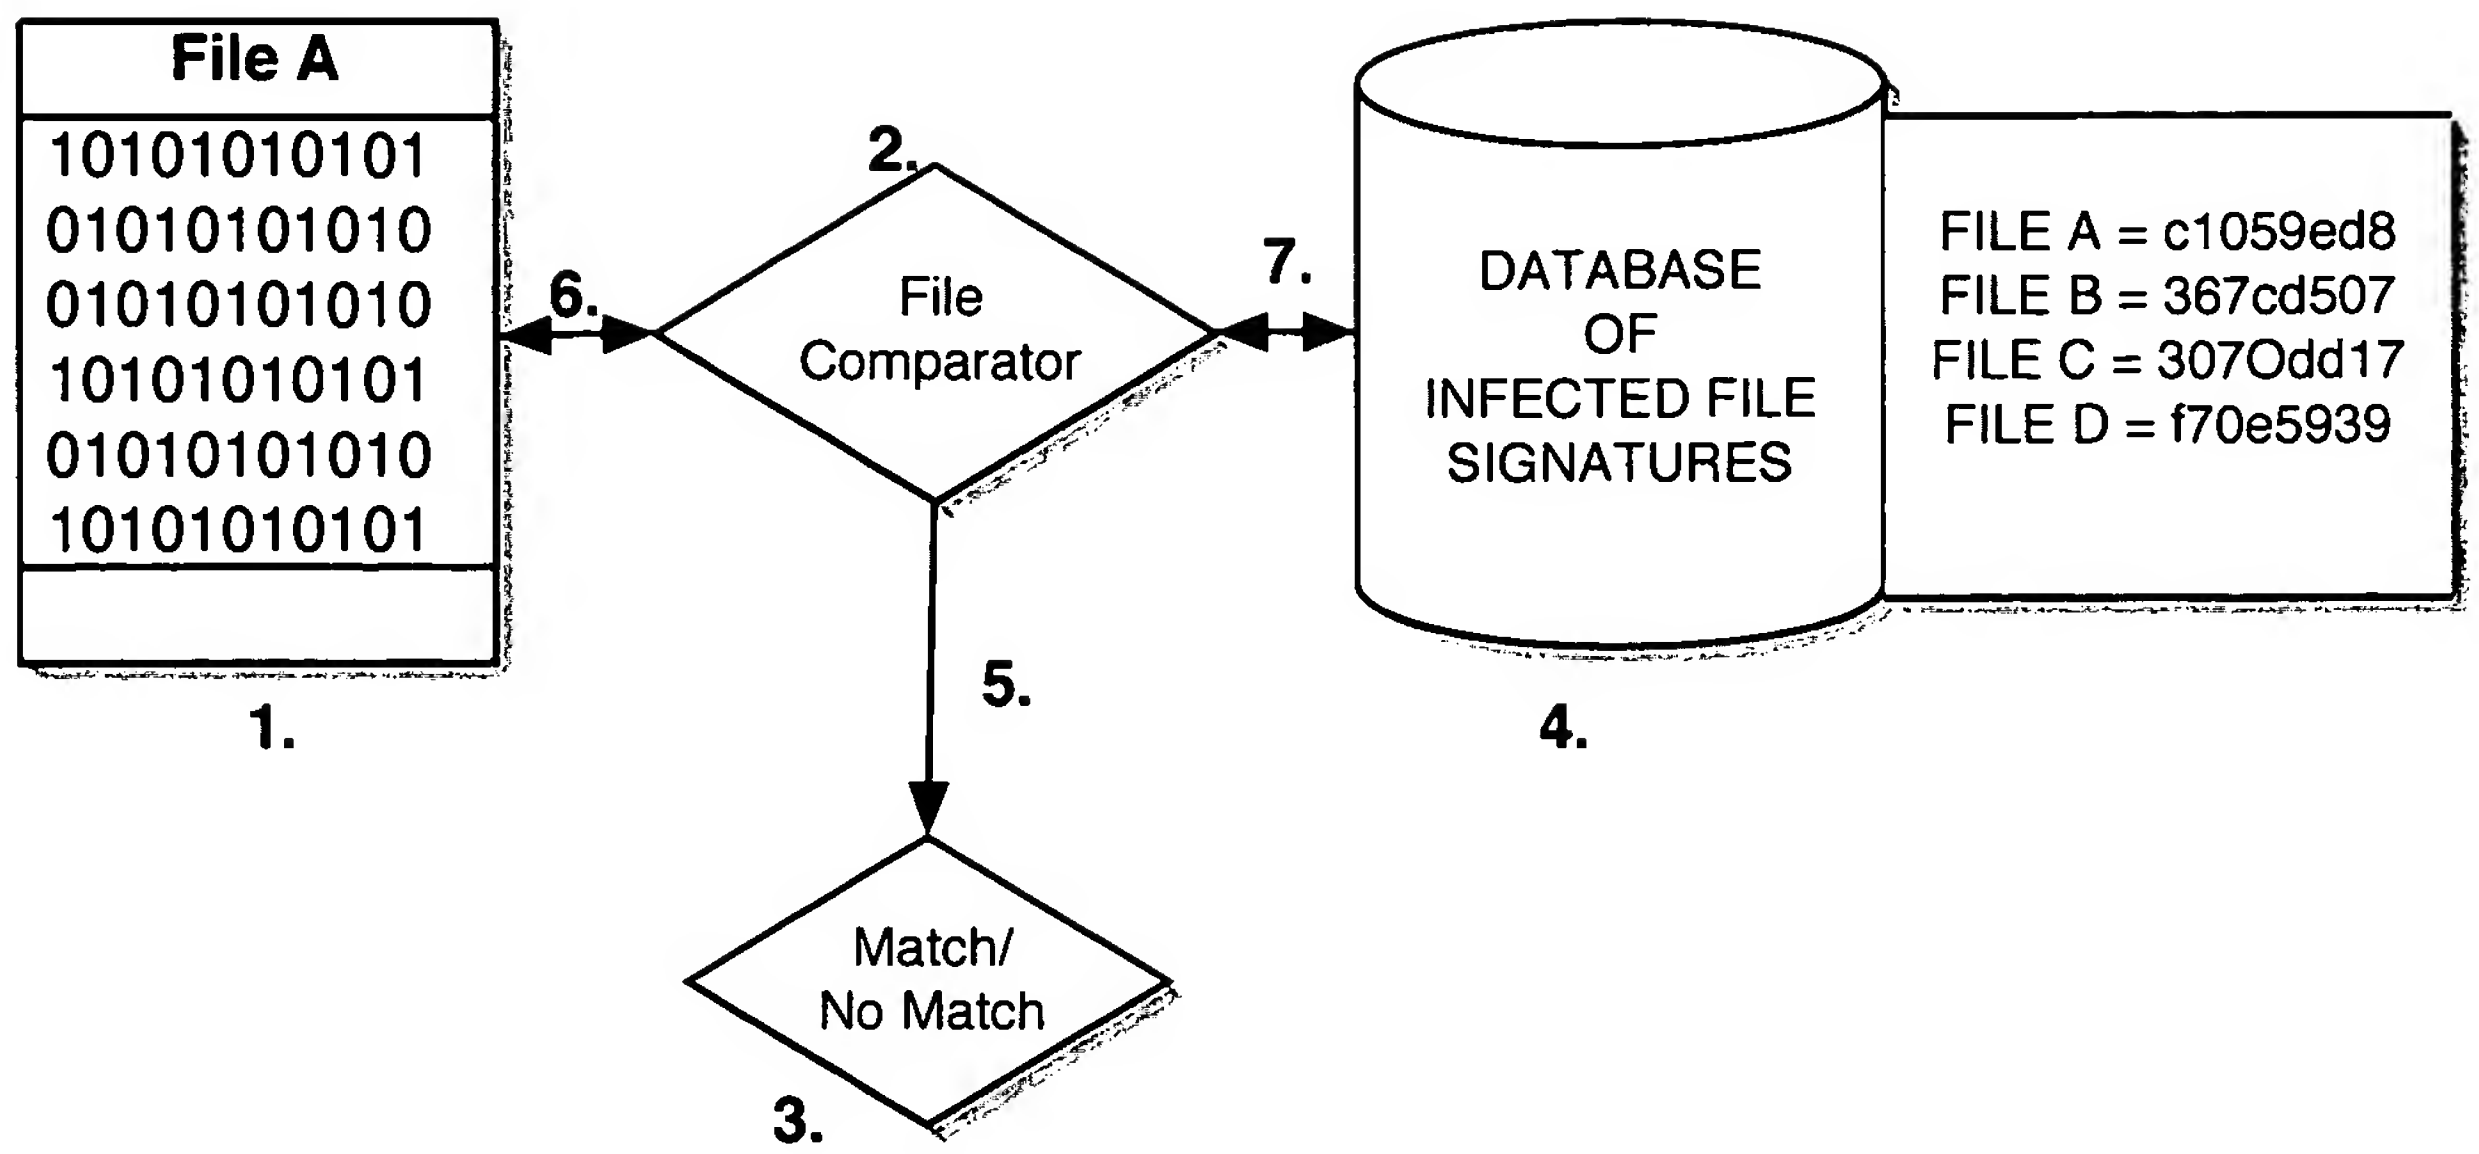 File A
10101010101
01010101010
01010101010
10101010101
01010101010
10101010101
1.
2.
File
Comparator
6.
7.
5.
Match/
No Match
3.
DATABASE
OF
INFECTED FILE
SIGNATURES
4.
FILE A = c1059ed8
FILE B = 367cd507
FILE C = 307Odd17
FILE D = f70e5939